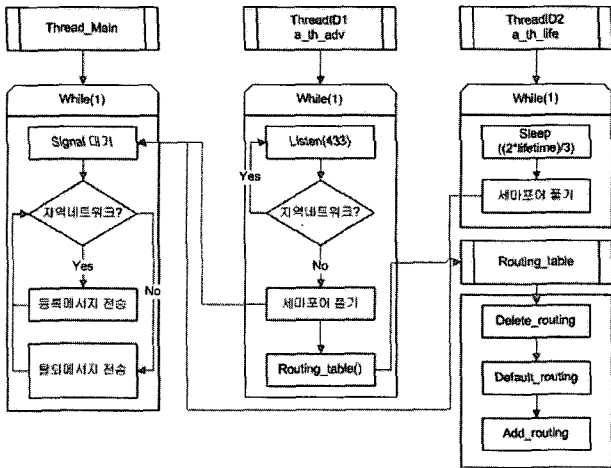 Thread_Main
While(1)
Signal 대기
지역네트워크?
Yes
No
등록메세지 전송
탈퇴메세지 전송
ThreadID1
a_th_adv
While(1)
Listen(433)
Yes
지역네트워크?
No
세마포어 풀기
Routing_table()
ThreadID2
a_th_life
While(1)
Sleep
((2*lifetime)/3)
세마포어 풀기
Routing_table
Delete_routing
Default_routing
Add_routing